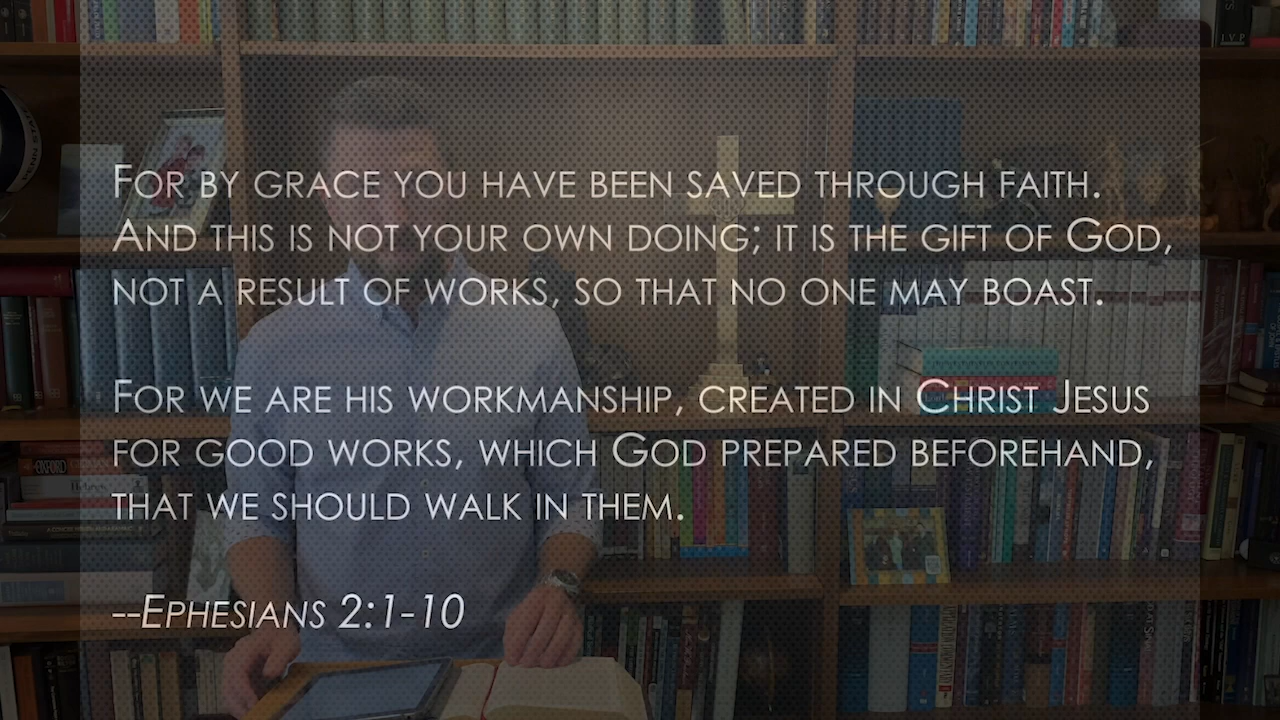 For by grace you have been saved through faith.
And this is not your own doing; it is the gift of God,
not a result of works, so that no one may boast.
For we are his workmanship, created in Christ Jesus
for good works, which God prepared beforehand,
that we should walk in them.
--Ephesians 2:1-10
IVP
OXFORD
Hebrew